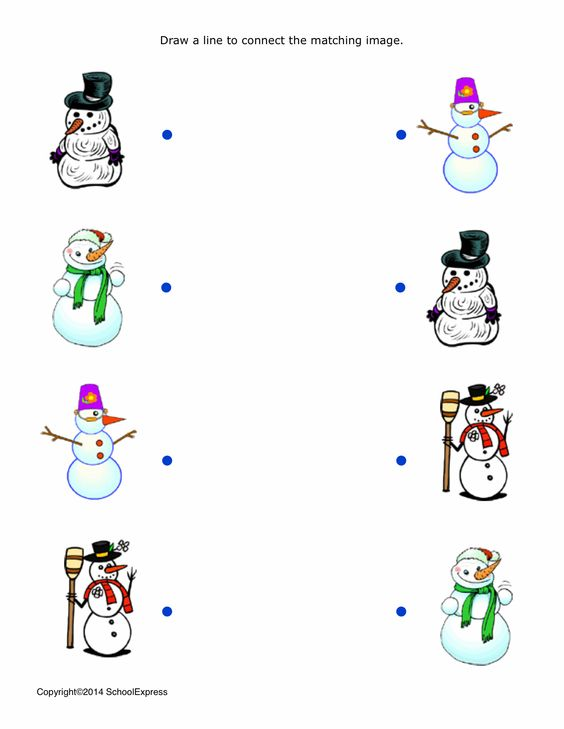 Draw a line to connect the matching image.
Copyright©2014 SchoolExpress